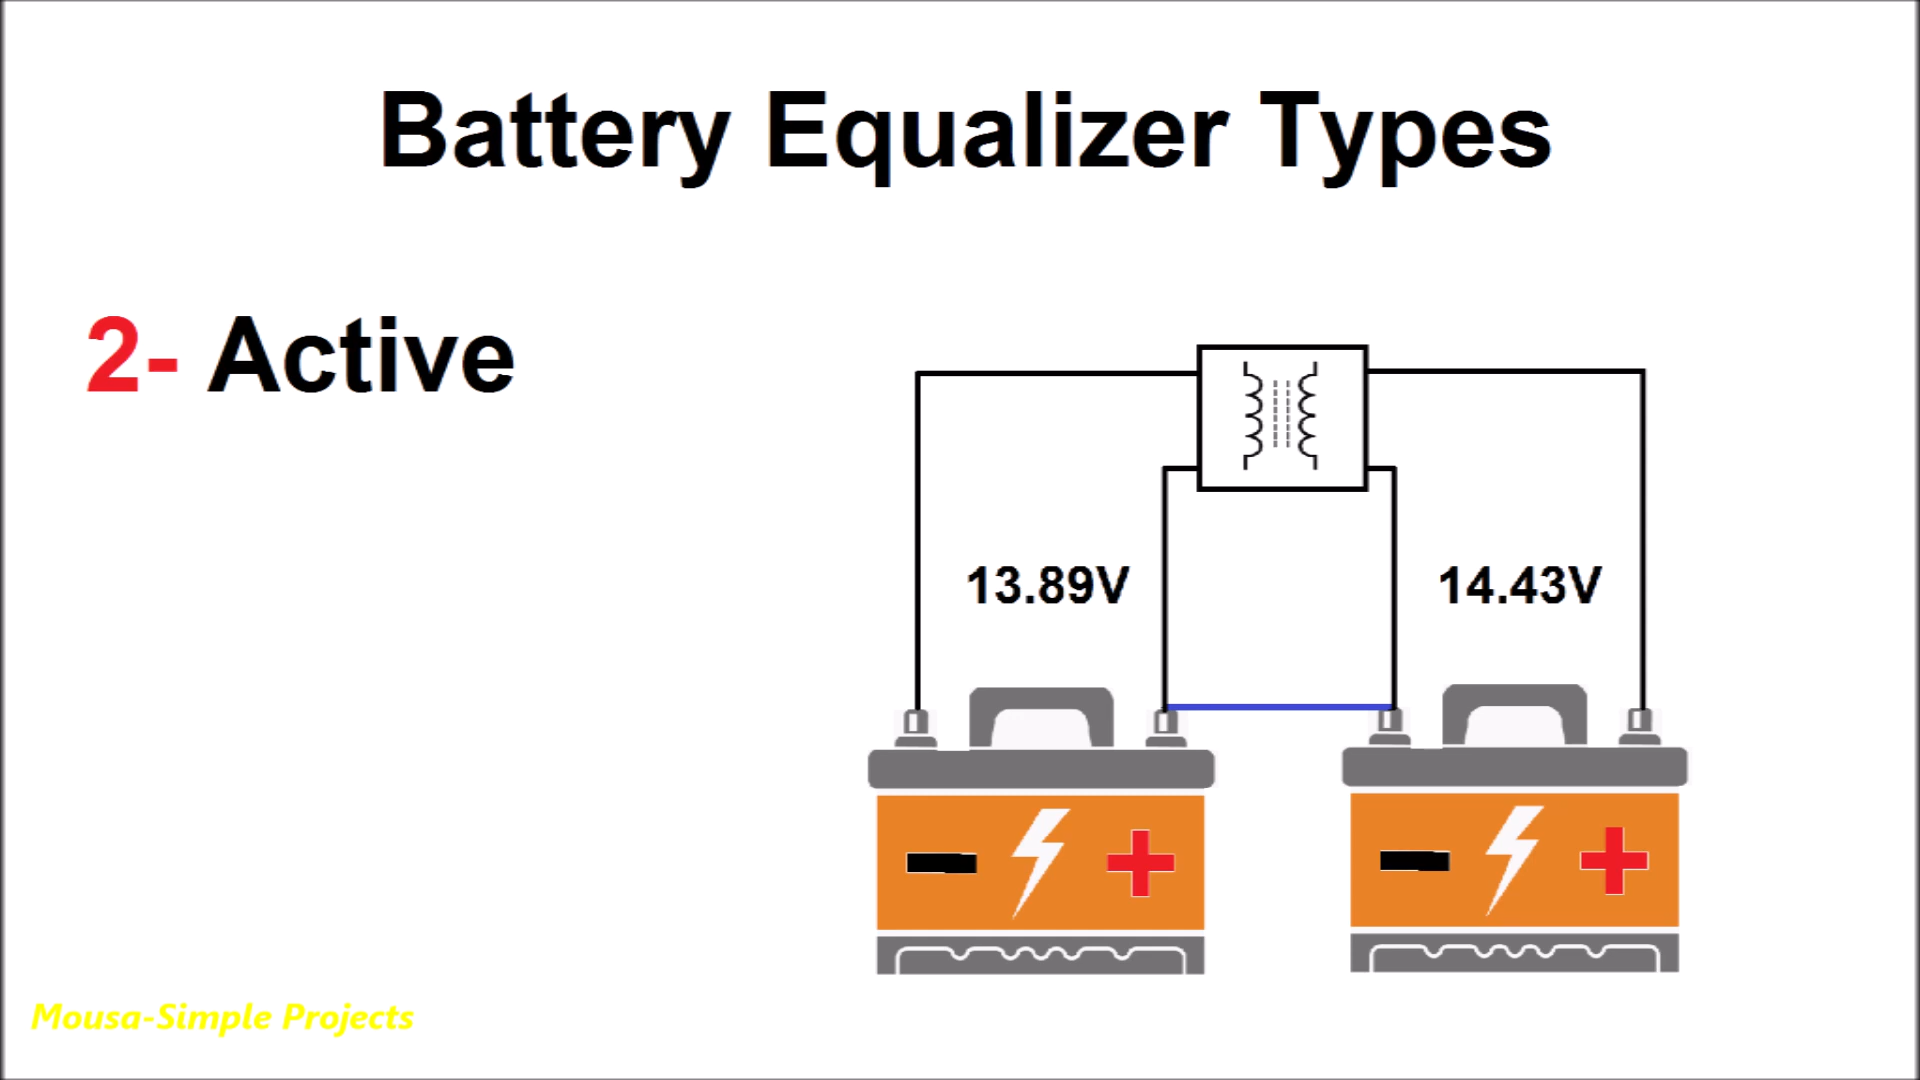 Battery Equalizer Types
2- Active
13.89V
14.43V
- +
- +
Mousa-Simple Projects